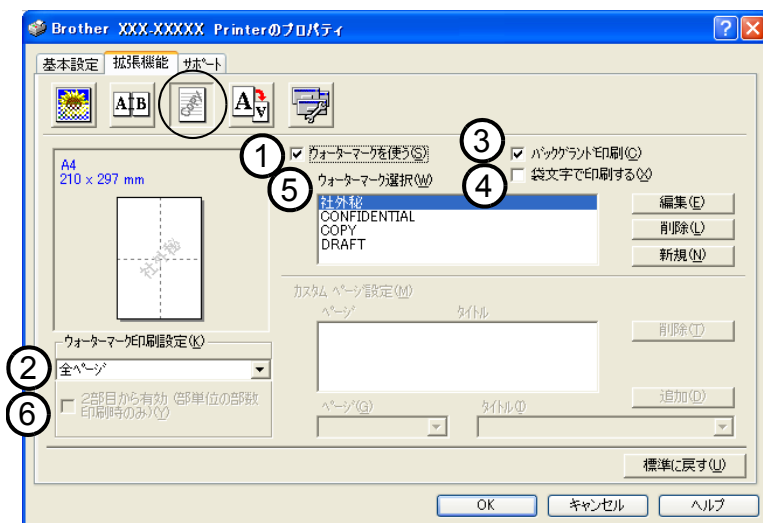 Brother XXX-XXXXX Printerのプロパティ
基本設定 拡張機能 サポート
A B
Copy
A A
1 ウォーターマークを使う(S)
3 バックグランド印刷(C)
4 袋文字で印刷する(X)
5 ウォーターマーク選択(W)
A4
210 x 297 mm
社外秘
社外秘
CONFIDENTIAL
COPY
DRAFT
編集(E)
削除(L)
新規(N)
カスタム ページ設定(M)
ページ タイトル
削除(T)
追加(D)
ページ(G) タイトル(I)
ウォーターマーク印刷設定(K)
2 全ページ
6 2部目から有効 (部単位の部数
印刷時のみ)(Y)
標準に戻す(U)
OK キャンセル ヘルプ